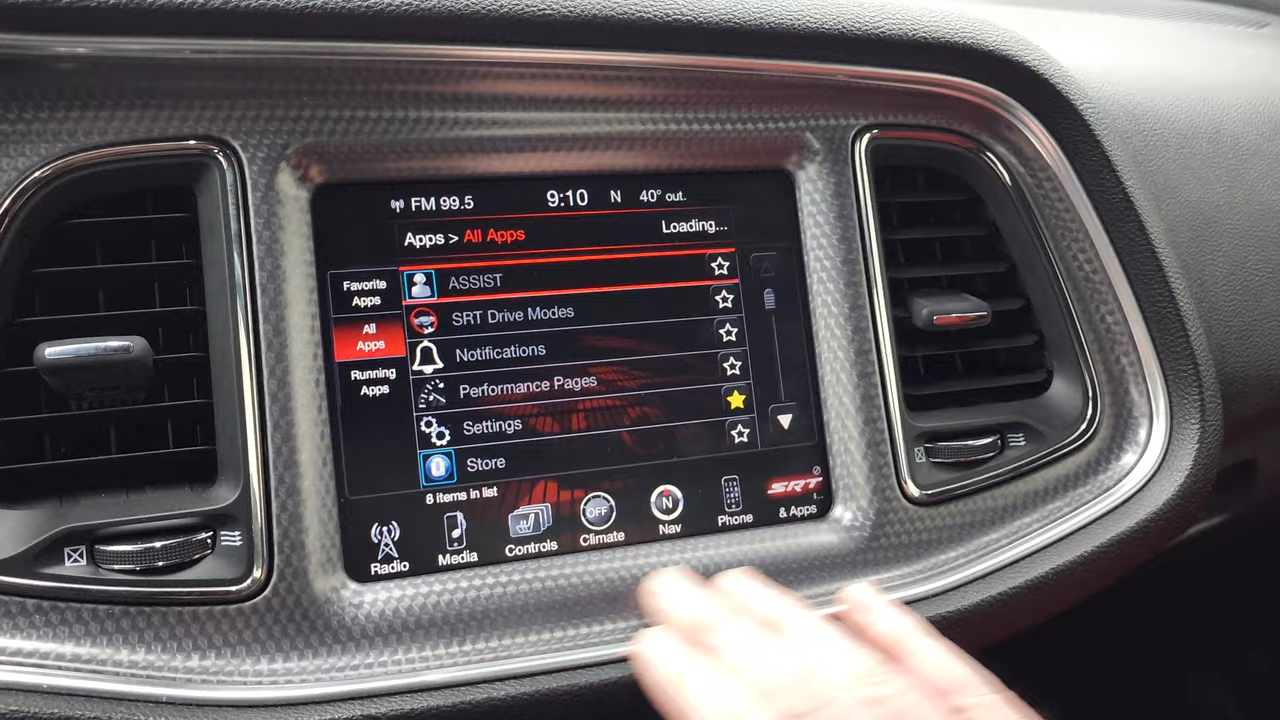 FM 99.5 9:10 N 40° out.
Apps > All Apps Loading...
Favorite
Apps
All
Apps
Running
Apps
ASSIST
SRT Drive Modes
Notifications
Performance Pages
Settings
Store
8 items in list
Radio
Media
Controls
OFF
Climate
N
Nav
Phone
SRT
& Apps